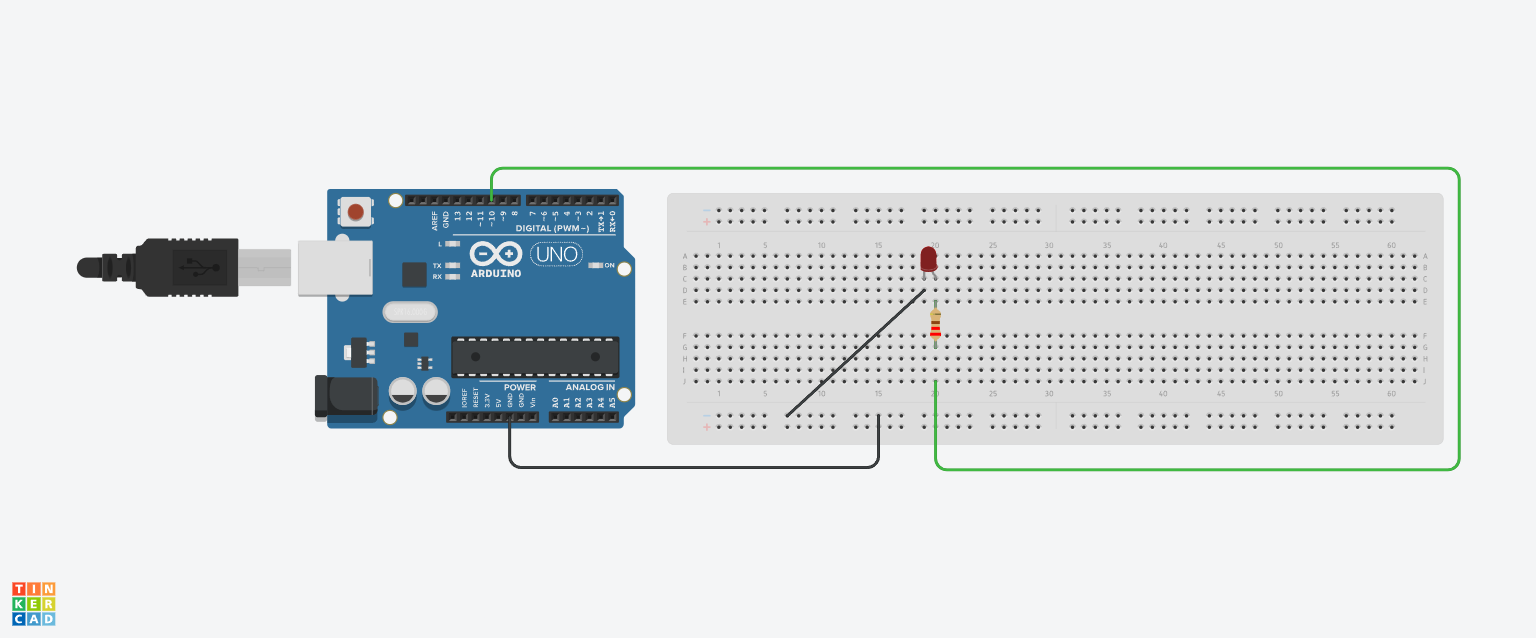 AREF
GND
13
12
~11
~10
~9
8
7
~6
~5
4
~3
2
TX→1
RX←0
DIGITAL (PWM~)
L
TX
RX
ARDUINO
UNO
ON
IOREF
RESET
3.3V
5V
GND
GND
Vin
POWER
ANALOG IN
A0
A1
A2
A3
A4
A5
- +
1 5 10 15 20 25 30 35 40 45 50 55 60
A A
B B
C C
D D
E E
F F
G G
H H
I I
J J
1 5 10 15 20 25 30 35 40 45 50 55 60
- +
TIN
KER
CAD